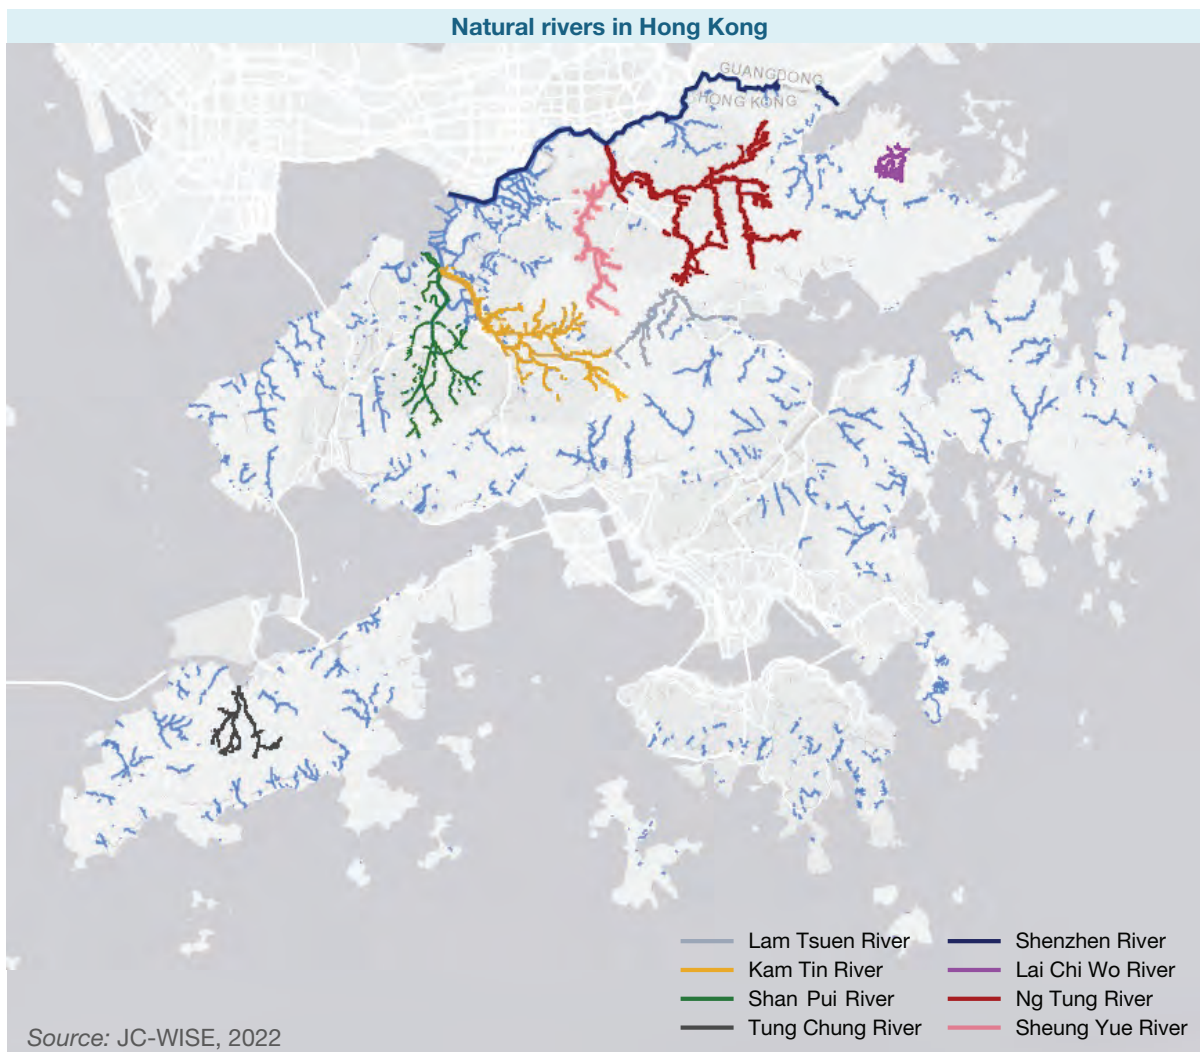 Natural rivers in Hong Kong
GUANGDONG
HONG KONG
Lam Tsuen River
Kam Tin River
Shan Pui River
Tung Chung River
Shenzhen River
Lai Chi Wo River
Ng Tung River
Sheung Yue River
Source: JC-WISE, 2022